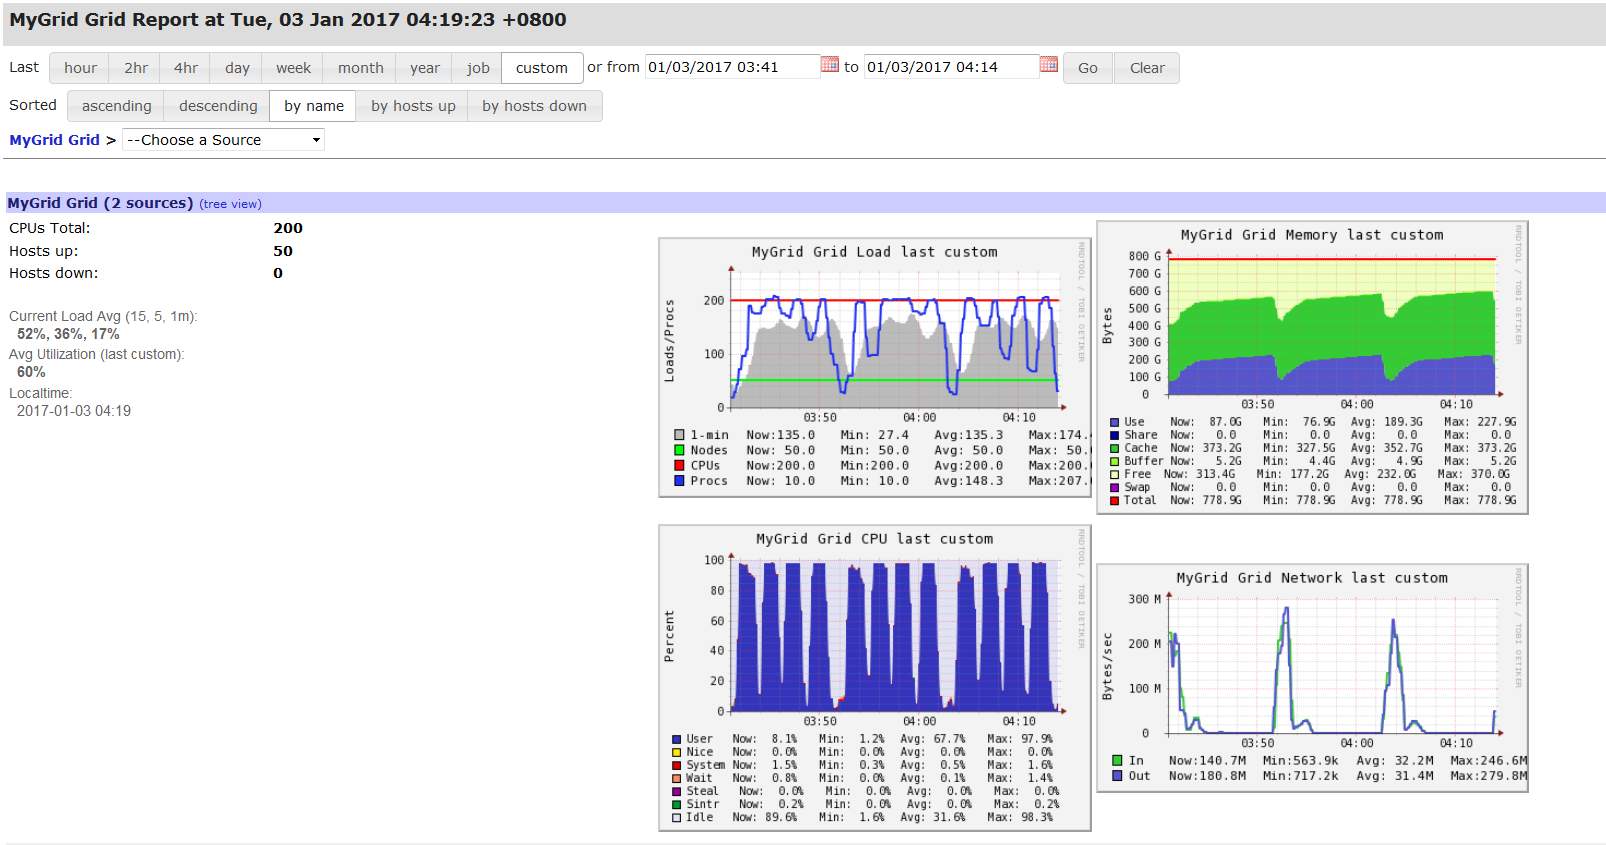 MyGrid Grid Report at Tue, 03 Jan 2017 04:19:23 +0800
Last hour 2hr 4hr day week month year job custom or from 01/03/2017 03:41 to 01/03/2017 04:14 Go Clear
Sorted ascending descending by name by hosts up by hosts down
MyGrid Grid > --Choose a Source
MyGrid Grid (2 sources) (tree view)
CPUs Total: 200
Hosts up: 50
Hosts down: 0
Current Load Avg (15, 5, 1m):
52%, 36%, 17%
Avg Utilization (last custom):
60%
Localtime:
2017-01-03 04:19
MyGrid Grid Load last custom
RRDTOOL / TOBI OETIKER
Loads/Procs
200
100
0
03:50 04:00 04:10
1-min Now:135.0 Min: 27.4 Avg:135.3 Max:174.
Nodes Now: 50.0 Min: 50.0 Avg: 50.0 Max: 50.
CPUs Now:200.0 Min:200.0 Avg:200.0 Max:200.
Procs Now: 10.0 Min: 10.0 Avg:148.3 Max:207.
MyGrid Grid Memory last custom
RRDTOOL / TOBI OETIKER
Bytes
800 G
700 G
600 G
500 G
400 G
300 G
200 G
100 G
0
03:50 04:00 04:10
Use Now: 87.0G Min: 76.9G Avg: 189.3G Max: 227.9G
Share Now: 0.0 Min: 0.0 Avg: 0.0 Max: 0.0
Cache Now: 373.2G Min: 327.5G Avg: 352.7G Max: 373.2G
Buffer Now: 5.2G Min: 4.4G Avg: 4.9G Max: 5.2G
Free Now: 313.4G Min: 177.2G Avg: 232.0G Max: 370.0G
Swap Now: 0.0 Min: 0.0 Avg: 0.0 Max: 0.0
Total Now: 778.9G Min: 778.9G Avg: 778.9G Max: 778.9G
MyGrid Grid CPU last custom
RRDTOOL / TOBI OETIKER
Percent
100
80
60
40
20
0
03:50 04:00 04:10
User Now: 8.1% Min: 1.2% Avg: 67.7% Max: 97.9%
Nice Now: 0.0% Min: 0.0% Avg: 0.0% Max: 0.0%
System Now: 1.5% Min: 0.3% Avg: 0.5% Max: 1.6%
Wait Now: 0.8% Min: 0.0% Avg: 0.1% Max: 1.4%
Steal Now: 0.0% Min: 0.0% Avg: 0.0% Max: 0.0%
Sintr Now: 0.2% Min: 0.0% Avg: 0.0% Max: 0.2%
Idle Now: 89.6% Min: 1.6% Avg: 31.6% Max: 98.3%
MyGrid Grid Network last custom
RRDTOOL / TOBI OETIKER
Bytes/sec
300 M
200 M
100 M
0
03:50 04:00 04:10
In Now:140.7M Min:563.9k Avg: 32.2M Max:246.6M
Out Now:180.8M Min:717.2k Avg: 31.4M Max:279.8M